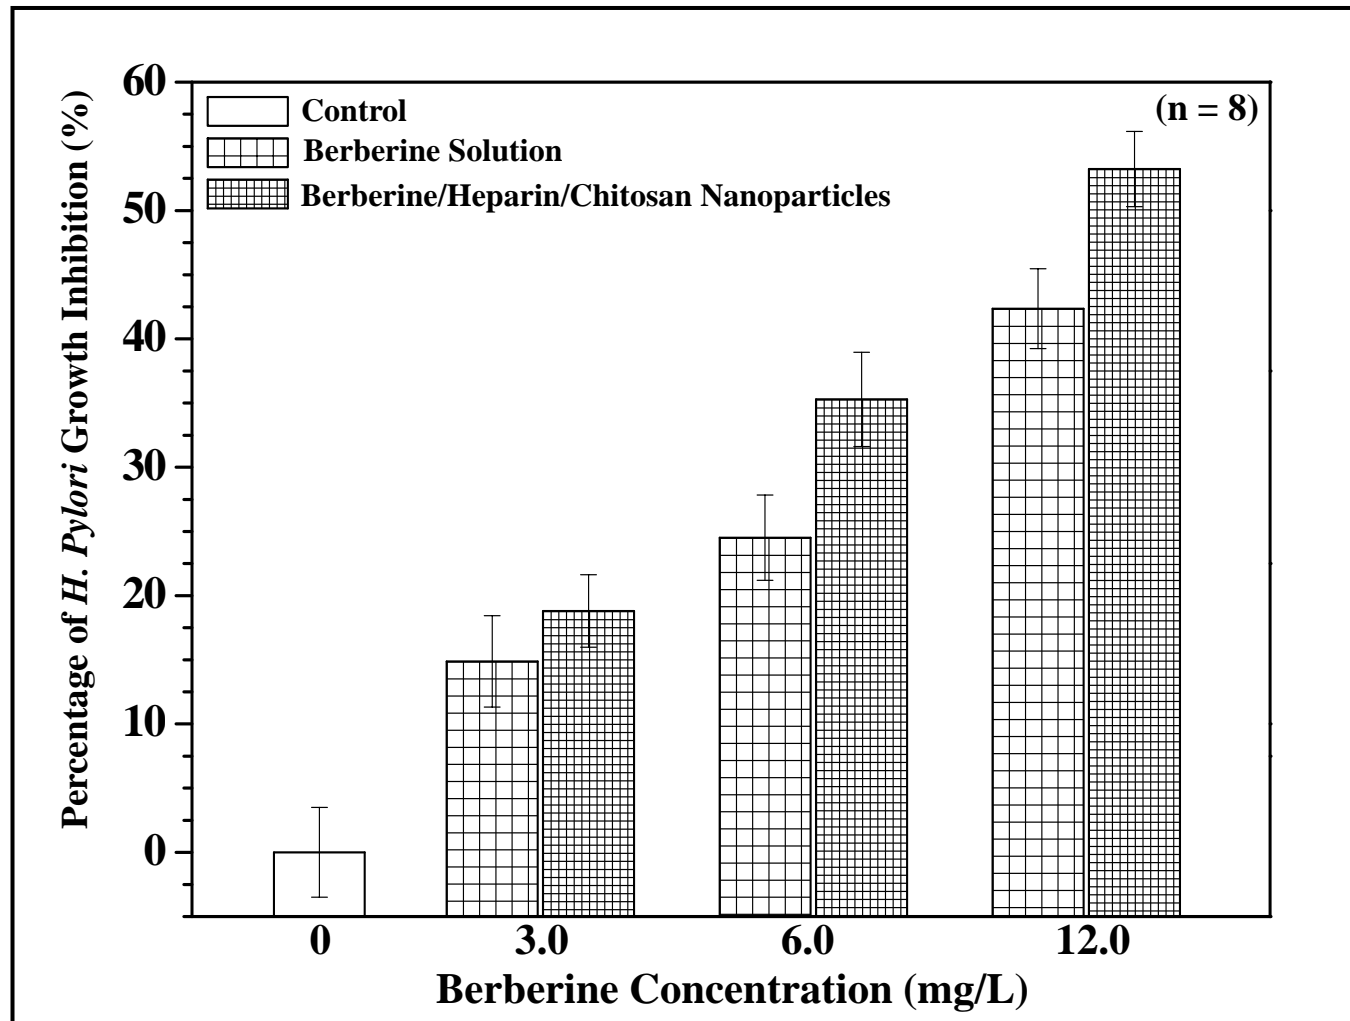 Percentage of H. Pylori Growth Inhibition (%)
60
50
40
30
20
10
0
Control
Berberine Solution
Berberine/Heparin/Chitosan Nanoparticles
(n = 8)
0 3.0 6.0 12.0
Berberine Concentration (mg/L)